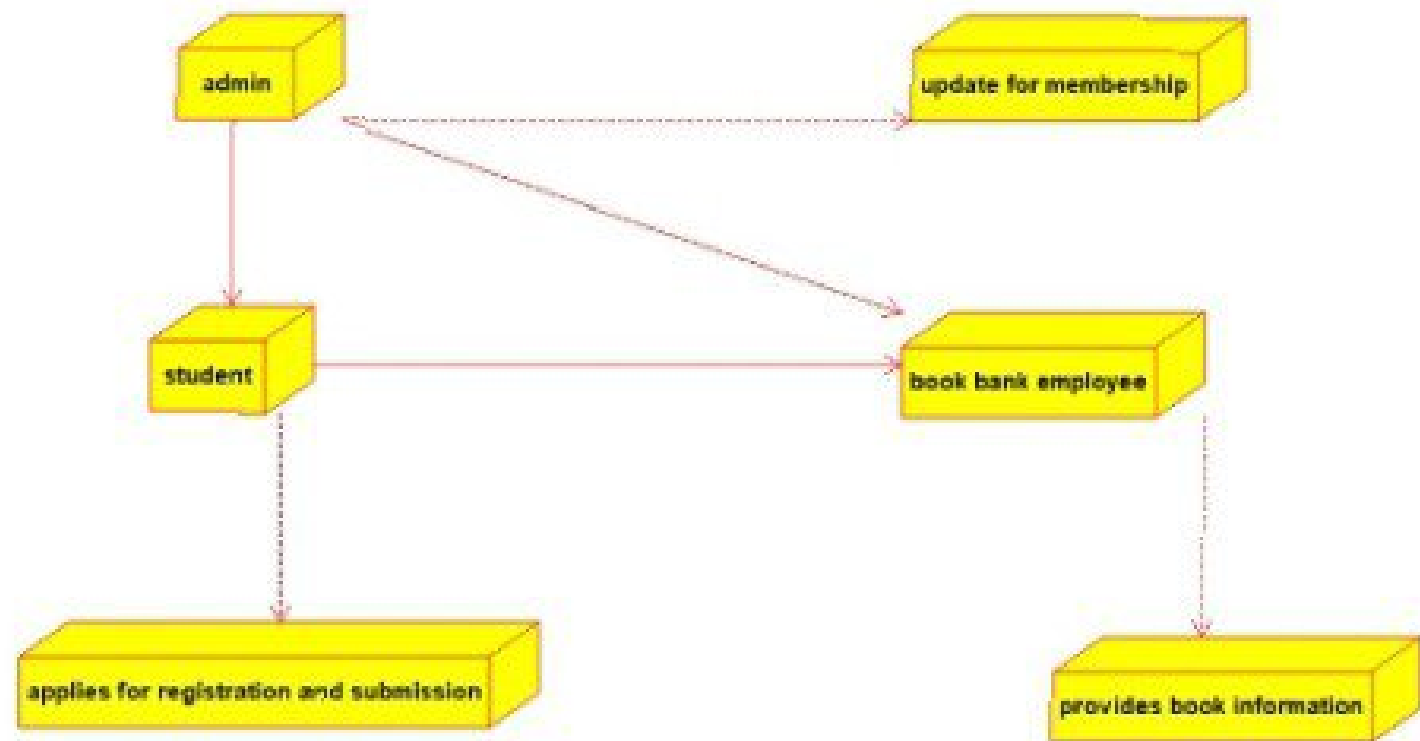 admin
update for membership
student
book bank employee
applies for registration and submission
provides book information